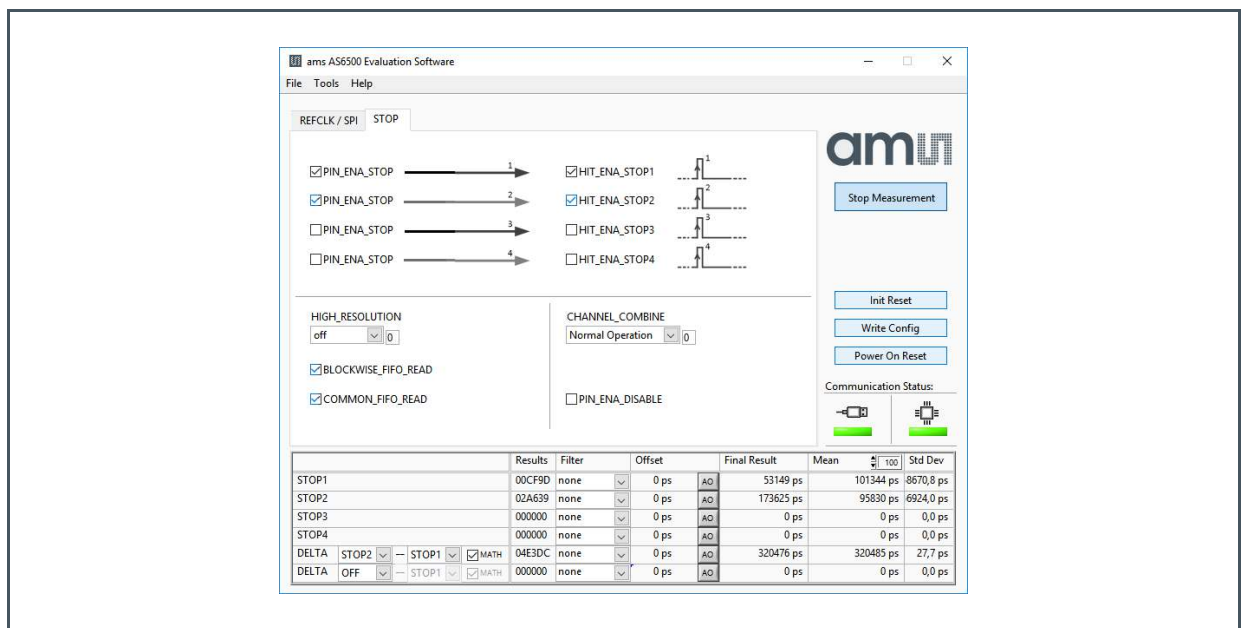 ams AS6500 Evaluation Software
File Tools Help
REFCLK / SPI STOP
amu
PIN_ENA_STOP 1 HIT_ENA_STOP1 1
Stop Measurement
PIN_ENA_STOP 2 HIT_ENA_STOP2 2
PIN_ENA_STOP 3 HIT_ENA_STOP3 3
PIN_ENA_STOP 4 HIT_ENA_STOP4 4
Init Reset
HIGH_RESOLUTION CHANNEL_COMBINE
Write Config
off 0 Normal Operation 0
Power On Reset
BLOCKWISE_FIFO_READ
Communication Status:
COMMON_FIFO_READ PIN_ENA_DISABLE
Results Filter Offset Final Result Mean 100 Std Dev
STOP1 00CF9D none 0 ps AO 53149 ps 101344 ps 8670,8 ps
STOP2 02A639 none 0 ps AO 173625 ps 95830 ps 6924,0 ps
STOP3 000000 none 0 ps AO 0 ps 0 ps 0,0 ps
STOP4 000000 none 0 ps AO 0 ps 0 ps 0,0 ps
DELTA STOP2 — STOP1 MATH 04E3DC none 0 ps AO 320476 ps 320485 ps 27,7 ps
DELTA OFF — STOP1 MATH 000000 none 0 ps AO 0 ps 0 ps 0,0 ps